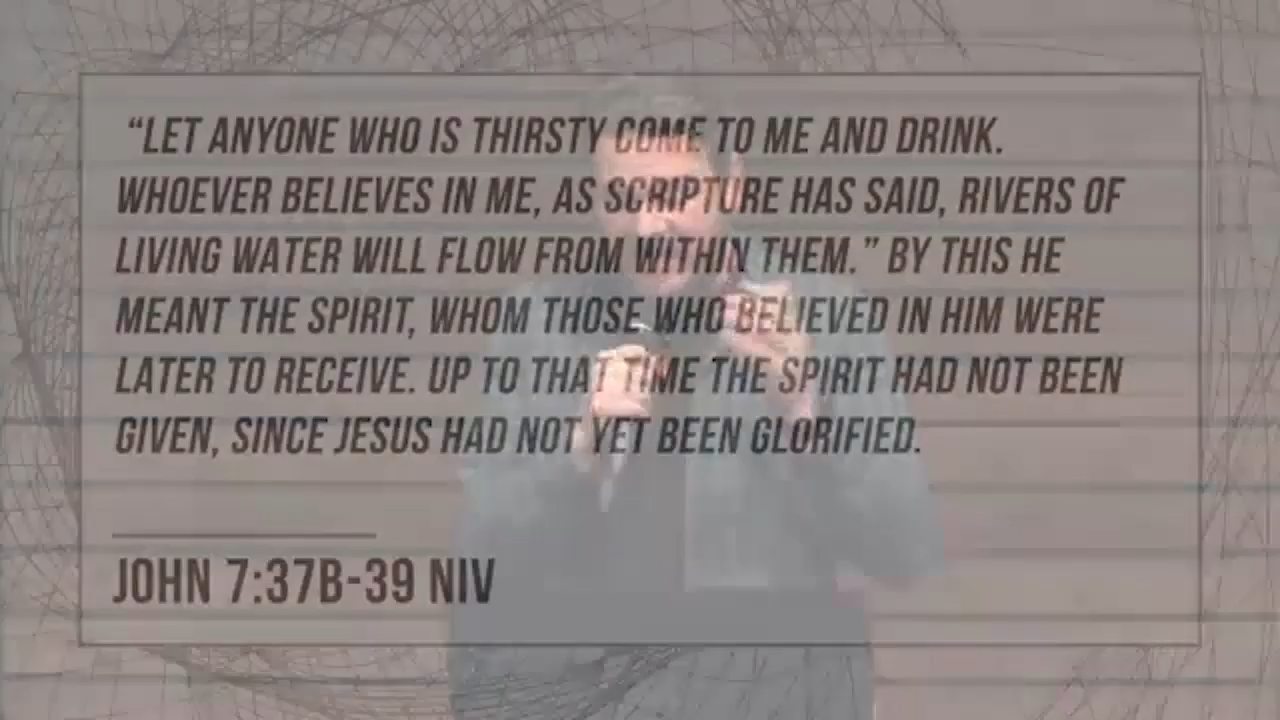 “LET ANYONE WHO IS THIRSTY COME TO ME AND DRINK.
WHOEVER BELIEVES IN ME, AS SCRIPTURE HAS SAID, RIVERS OF
LIVING WATER WILL FLOW FROM WITHIN THEM.” BY THIS HE
MEANT THE SPIRIT, WHOM THOSE WHO BELIEVED IN HIM WERE
LATER TO RECEIVE. UP TO THAT TIME THE SPIRIT HAD NOT BEEN
GIVEN, SINCE JESUS HAD NOT YET BEEN GLORIFIED.
JOHN 7:37B-39 NIV